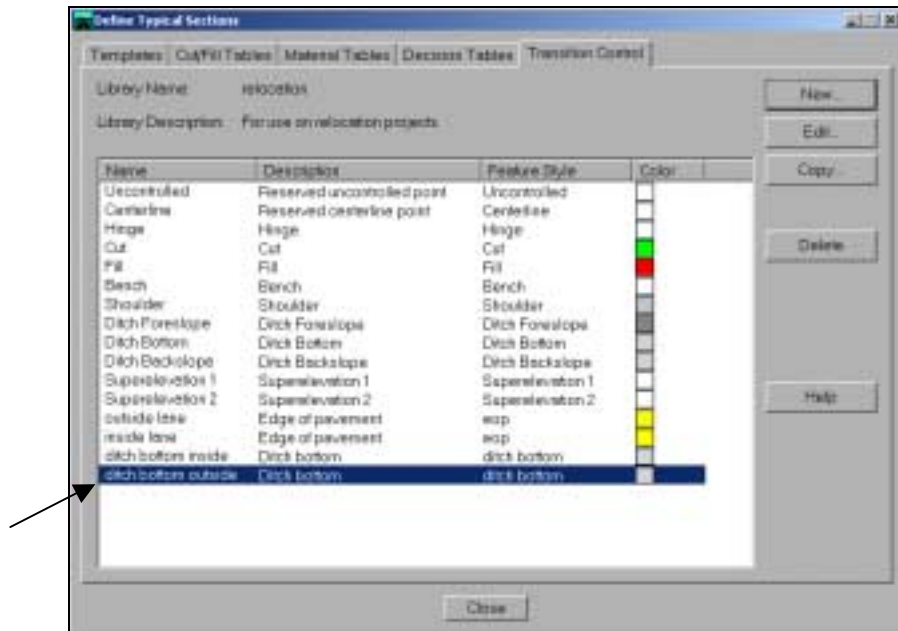 Define Typical Sections
Templates Cut/Fill Tables Material Tables Decision Tables Transition Control
Library Name: relocation
Library Description: For use on relocation projects
New...
Edit...
Copy...
Delete
Help
Name Description Feature Style Color
Uncontrolled Reserved uncontrolled point Uncontrolled
Centerline Reserved centerline point Centerline
Hinge Hinge Hinge
Cut Cut Cut
Fill Fill Fill
Bench Bench Bench
Shoulder Shoulder Shoulder
Ditch Foreslope Ditch Foreslope Ditch Foreslope
Ditch Bottom Ditch Bottom Ditch Bottom
Ditch Backslope Ditch Backslope Ditch Backslope
Superelevation 1 Superelevation 1 Superelevation 1
Superelevation 2 Superelevation 2 Superelevation 2
outside lane Edge of pavement eop
inside lane Edge of pavement eop
ditch bottom inside Ditch bottom ditch bottom
ditch bottom outside Ditch bottom ditch bottom
Close